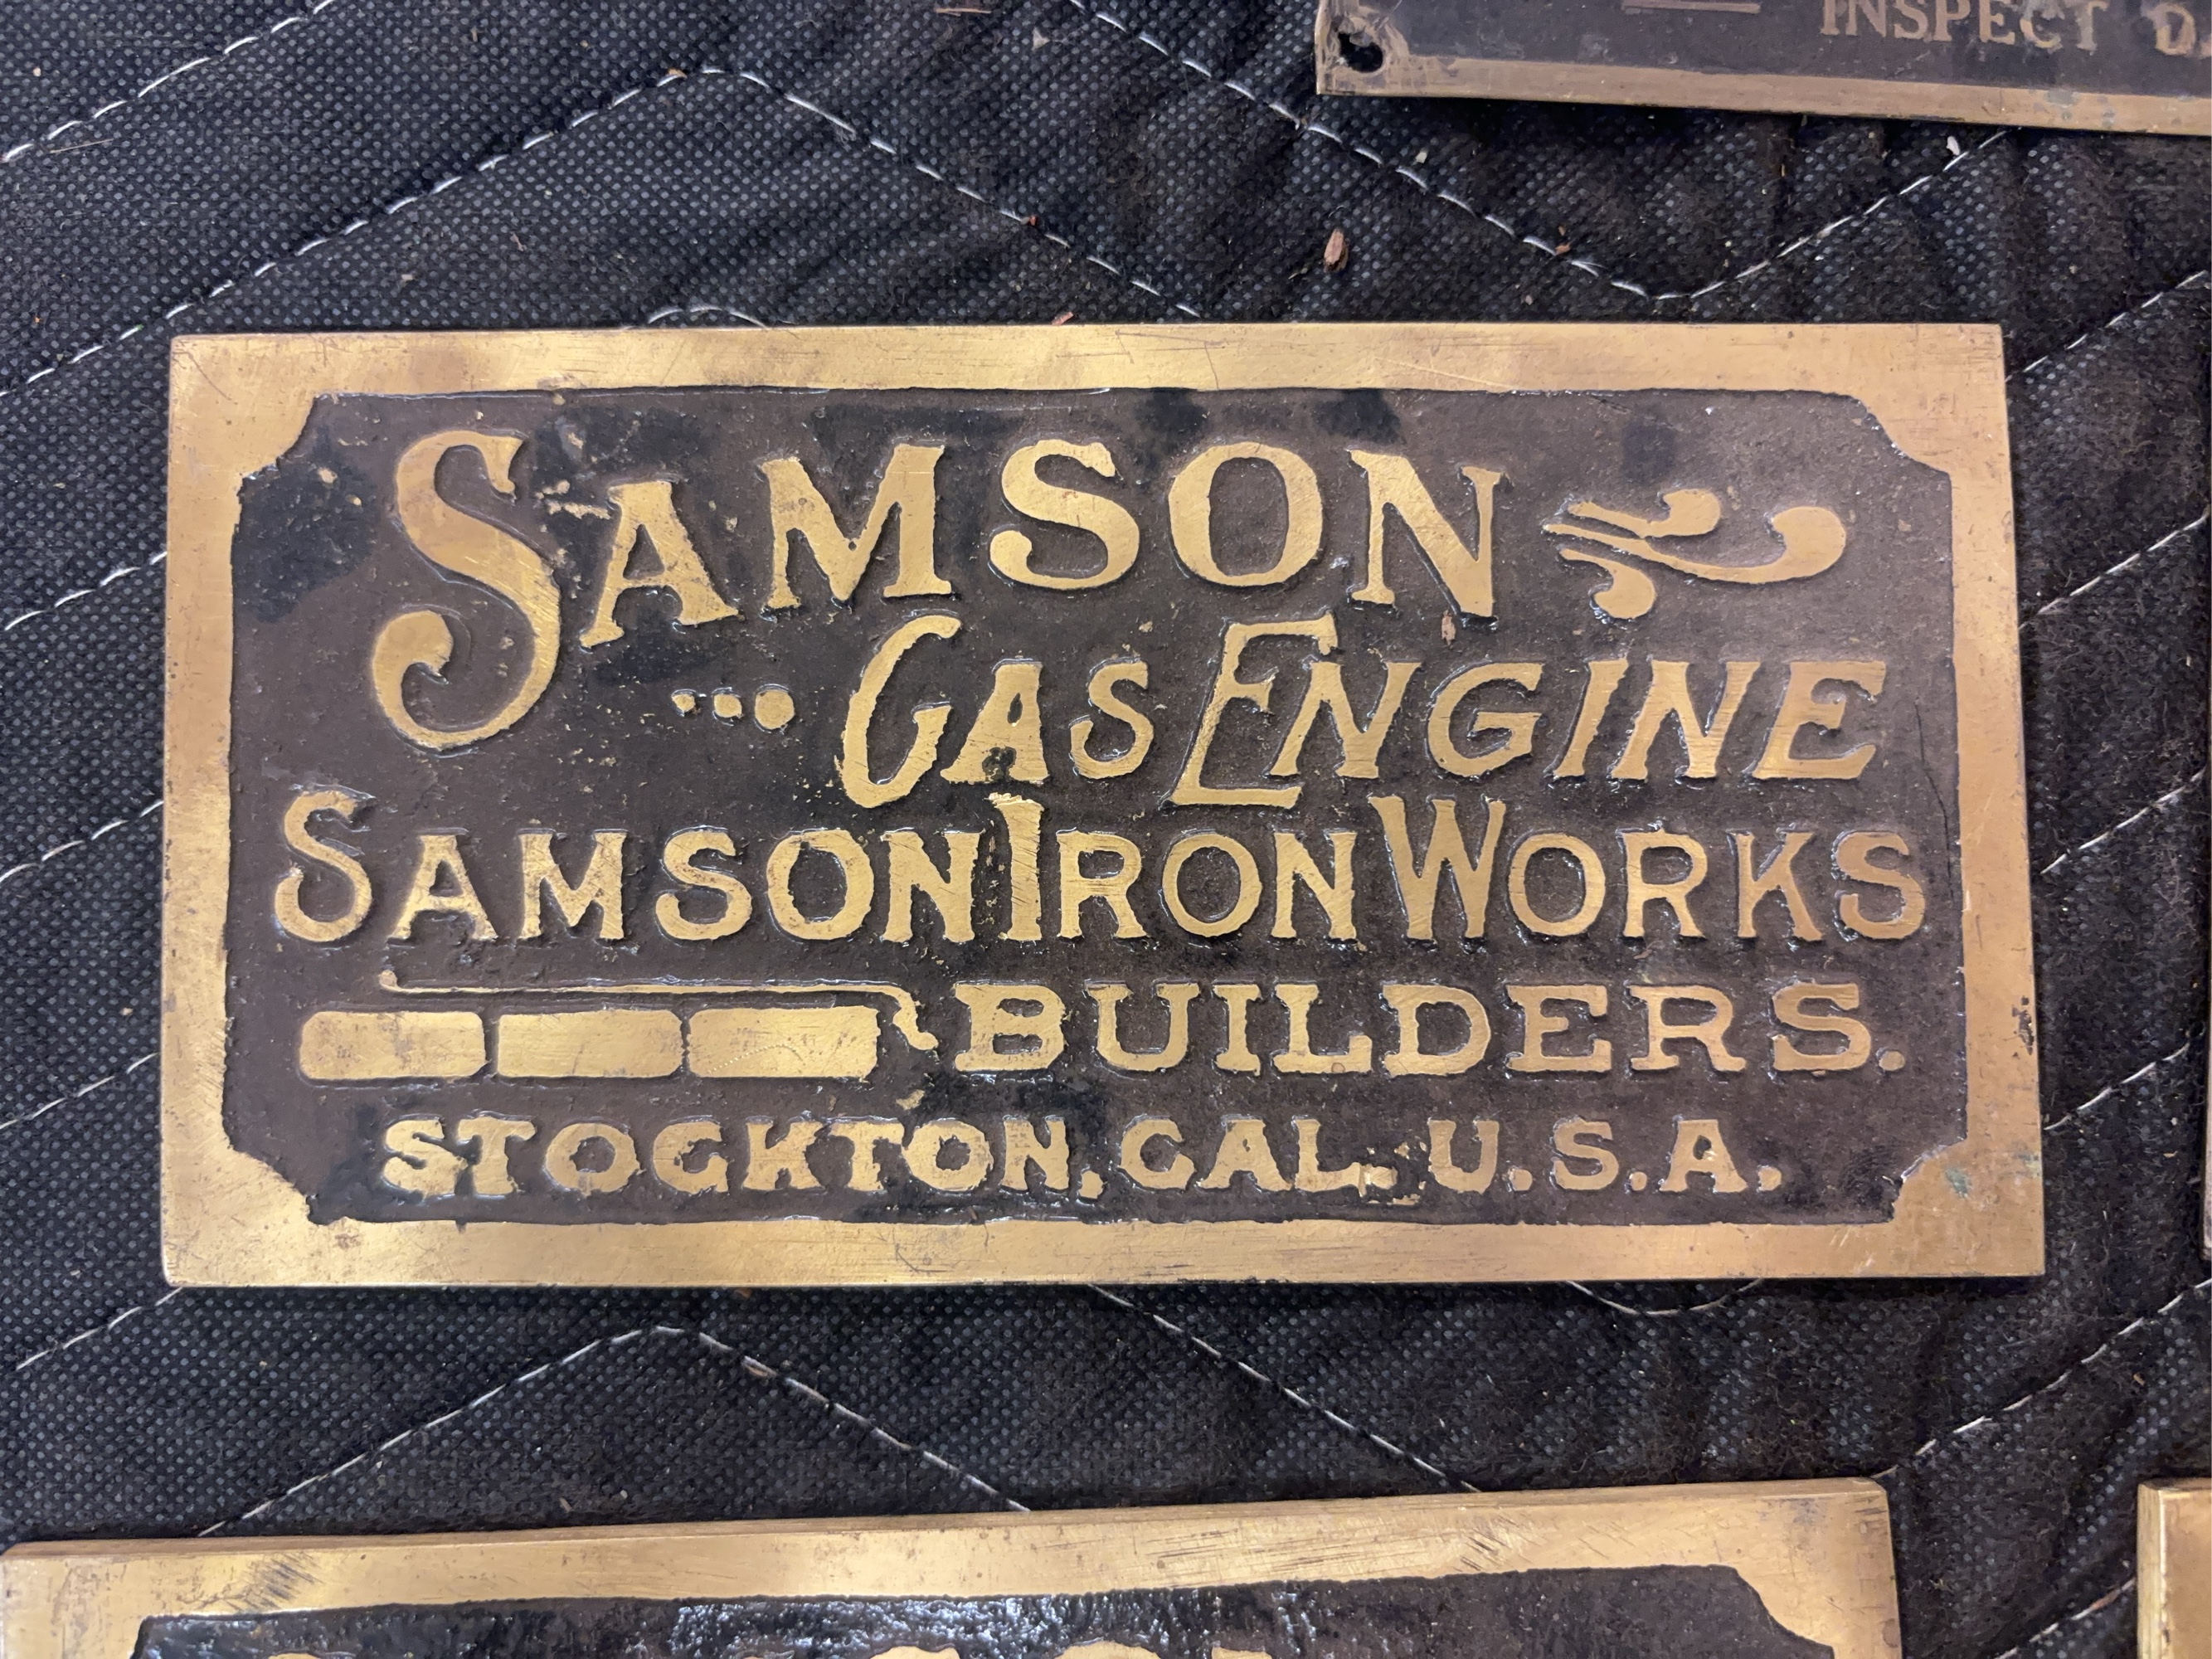 INSPECT
SAMSON
...GAS ENGINE
SAMSON IRON WORKS
BUILDERS.
STOCKTON, CAL. U.S.A.